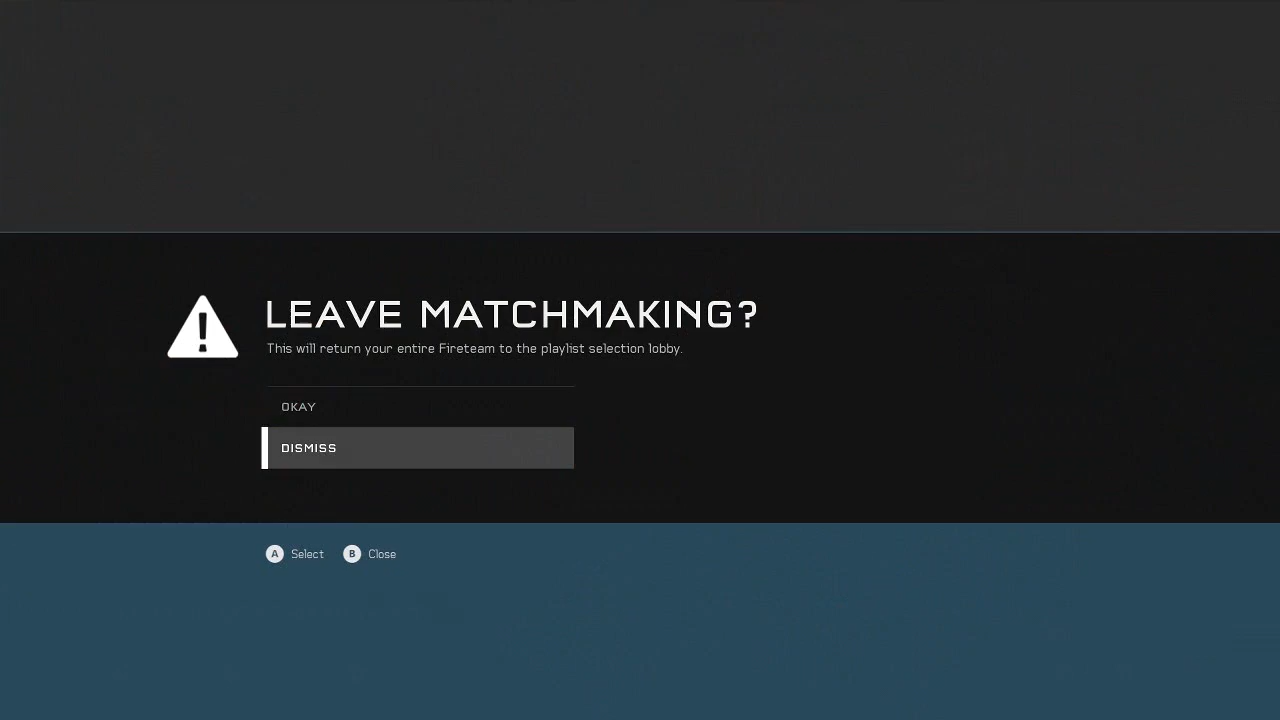 LEAVE MATCHMAKING?
This will return your entire Fireteam to the playlist selection lobby.
OKAY
DISMISS
A Select B Close